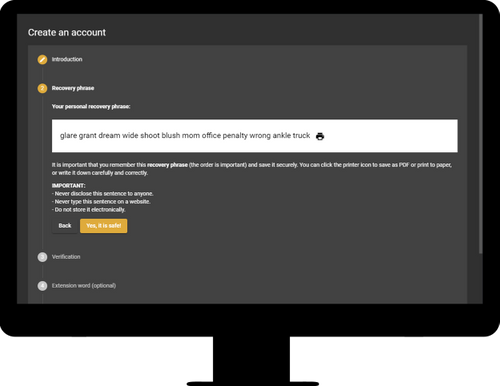 Create an account
Introduction
2 Recovery phrase
Your personal recovery phrase:
glare grant dream wide shoot blush mom office penalty wrong ankle truck
It is important that you remember this recovery phrase (the order is important) and save it securely. You can click the printer icon to save as PDF or print to paper,
or write it down carefully and correctly.
IMPORTANT:
- Never disclose this sentence to anyone.
- Never type this sentence on a website.
- Do not store it electronically.
Back Yes, it is safe!
3 Verification
4 Extension word (optional)